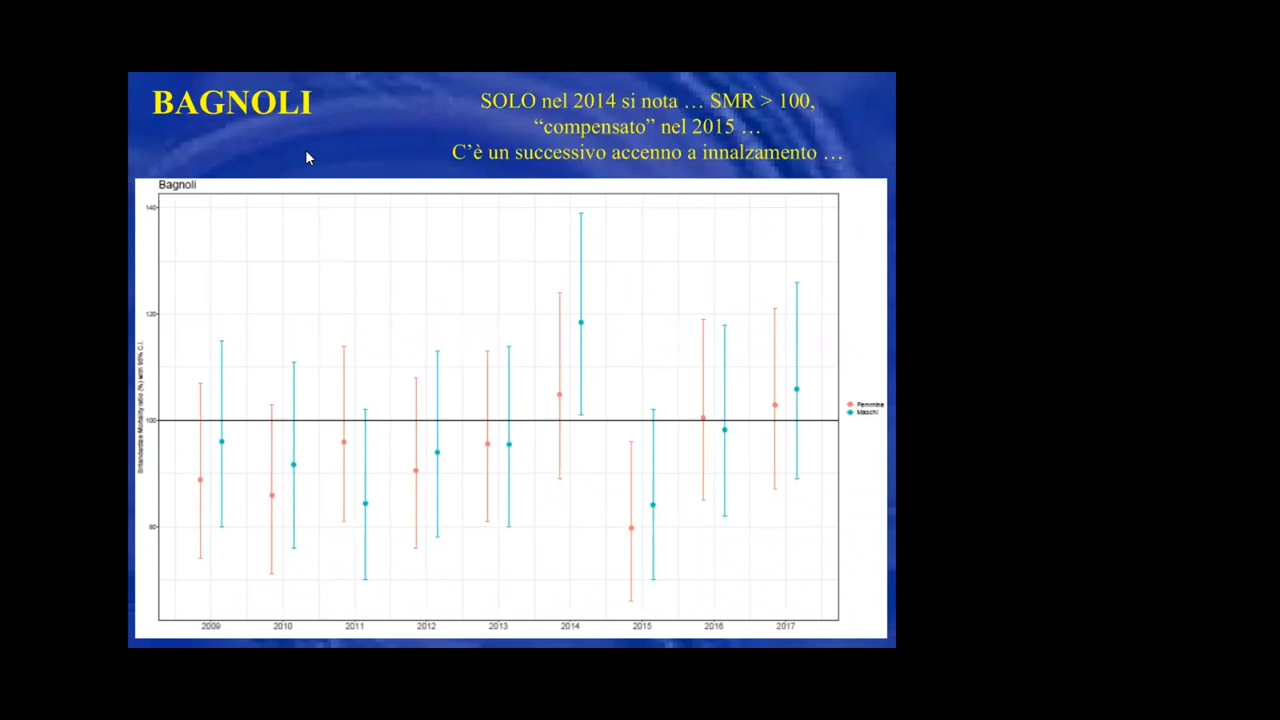 BAGNOLI
SOLO nel 2014 si nota … SMR > 100,
“compensato” nel 2015 …
C’è un successivo accenno a innalzamento …
Bagnoli
140
120
100
80
Femmine
Maschi
2009 2010 2011 2012 2013 2014 2015 2016 2017